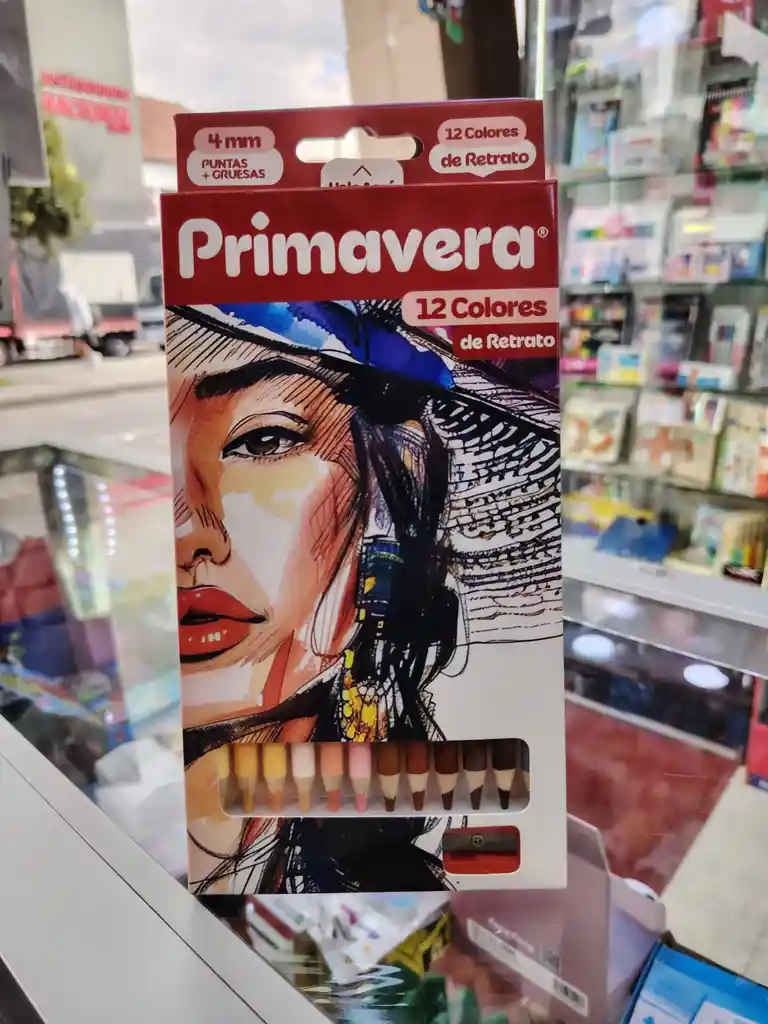 4 mm
PUNTAS
+ GRUESAS
12 Colores
de Retrato
Primavera®
12 Colores
de Retrato